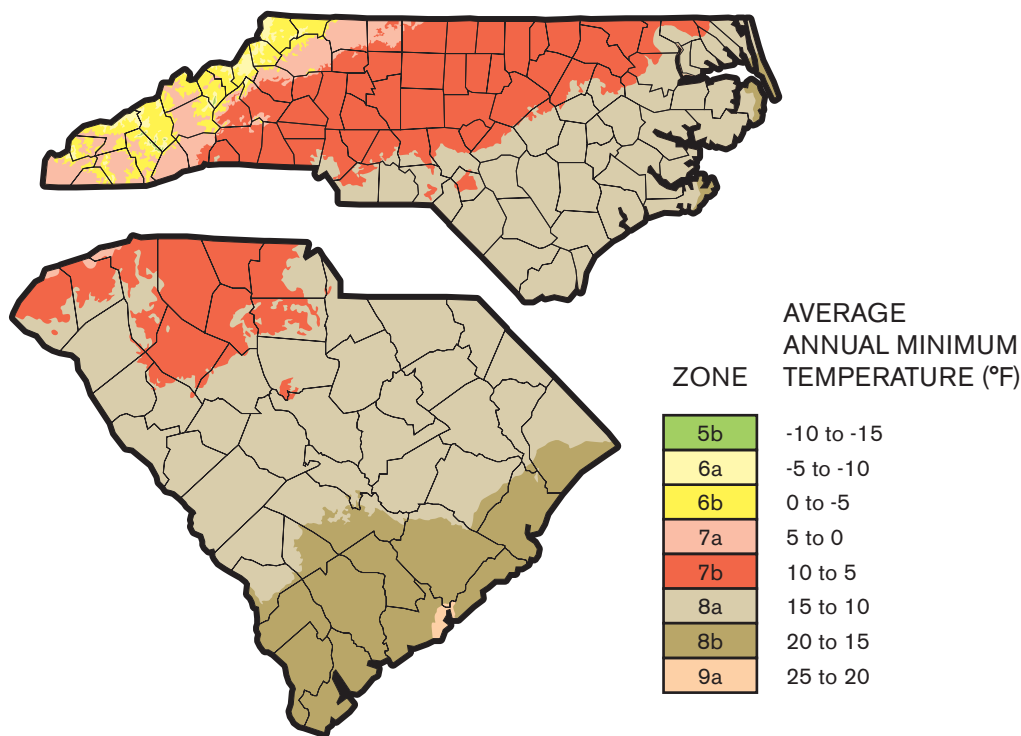 AVERAGE
ANNUAL MINIMUM
ZONE TEMPERATURE (°F)
5b -10 to -15
6a -5 to -10
6b 0 to -5
7a 5 to 0
7b 10 to 5
8a 15 to 10
8b 20 to 15
9a 25 to 20